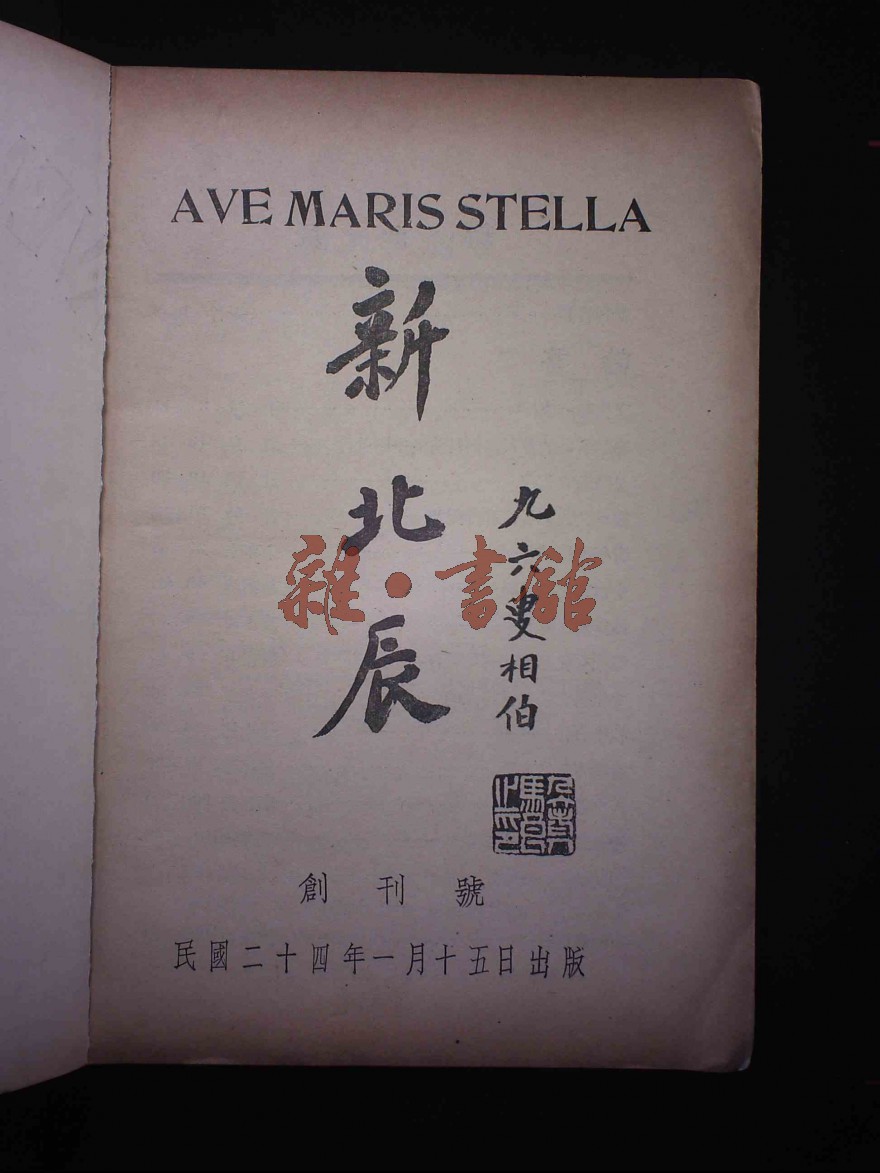 AVE MARIS STELLA
新北辰
九六叟相伯
雜·書館
創刊號
民國二十四年一月十五日出版